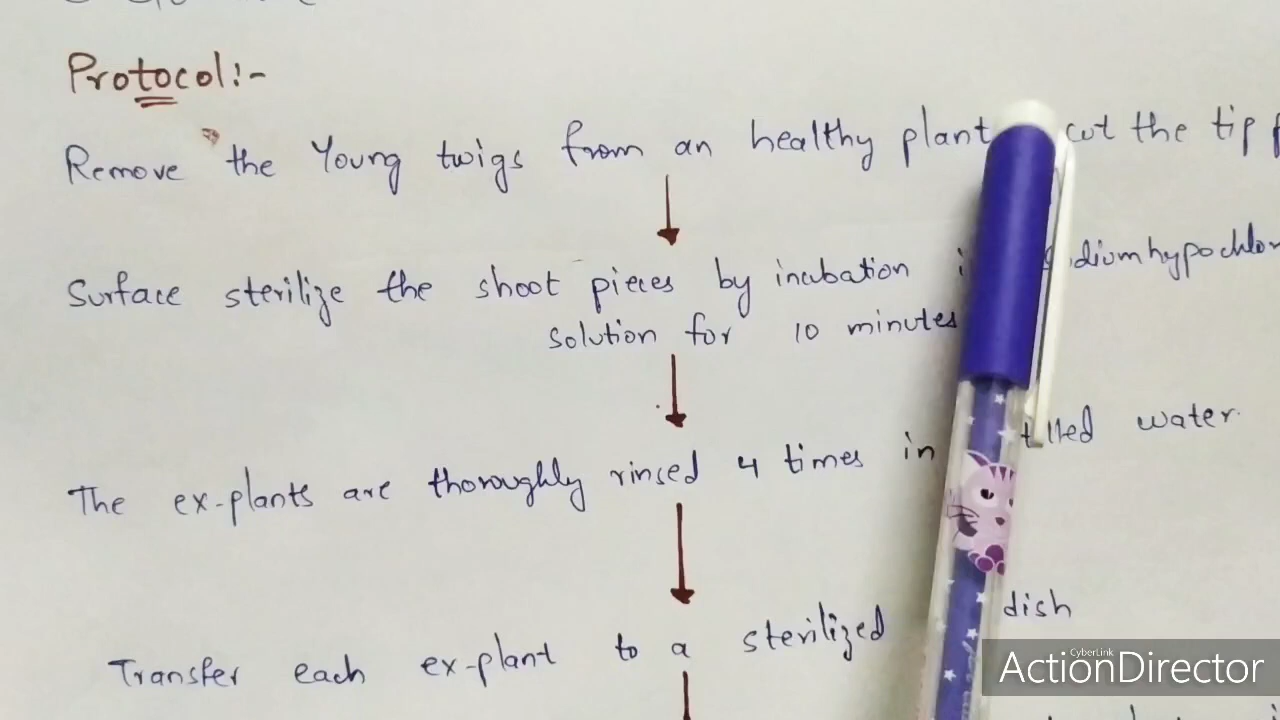 Protocol:-
Remove the Young twigs from an healthy plant cut the tip
Surface sterilize the shoot pieces by incubation
solution for 10 minutes
The ex-plants are thoroughly rinsed 4 times in water.
Transfer each ex-plant to a sterilized dish
CyberLink
ActionDirector